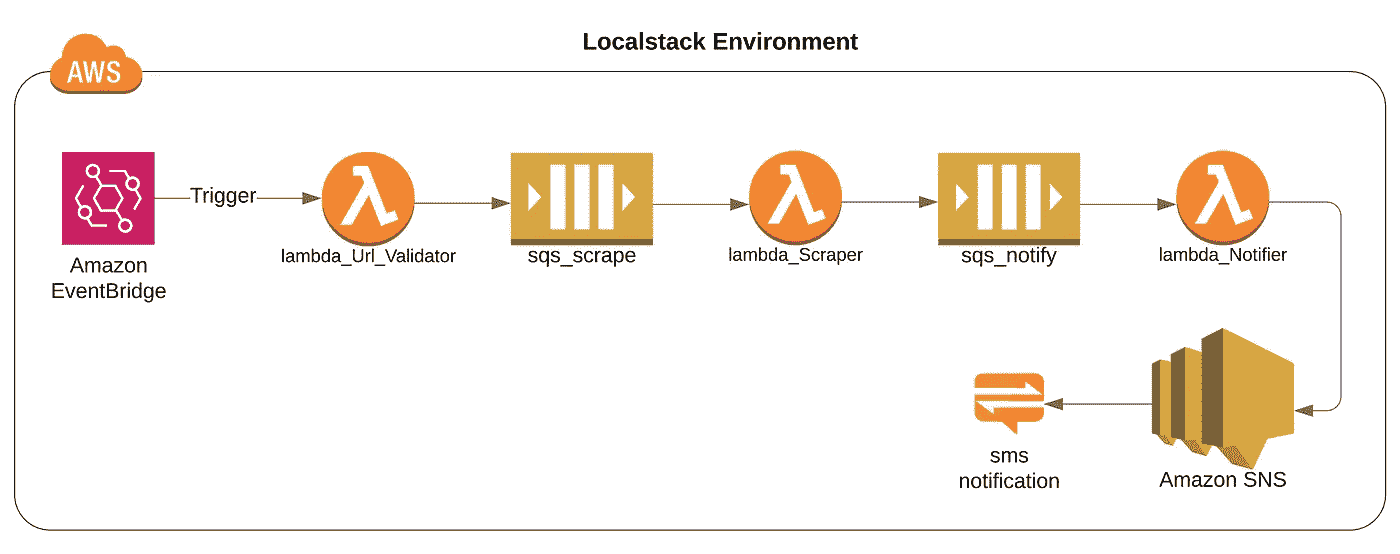 Localstack Environment
AWS
Trigger
Amazon
EventBridge
lambda_Url_Validator
sqs_scrape
lambda_Scraper
sqs_notify
lambda_Notifier
sms
notification
Amazon SNS